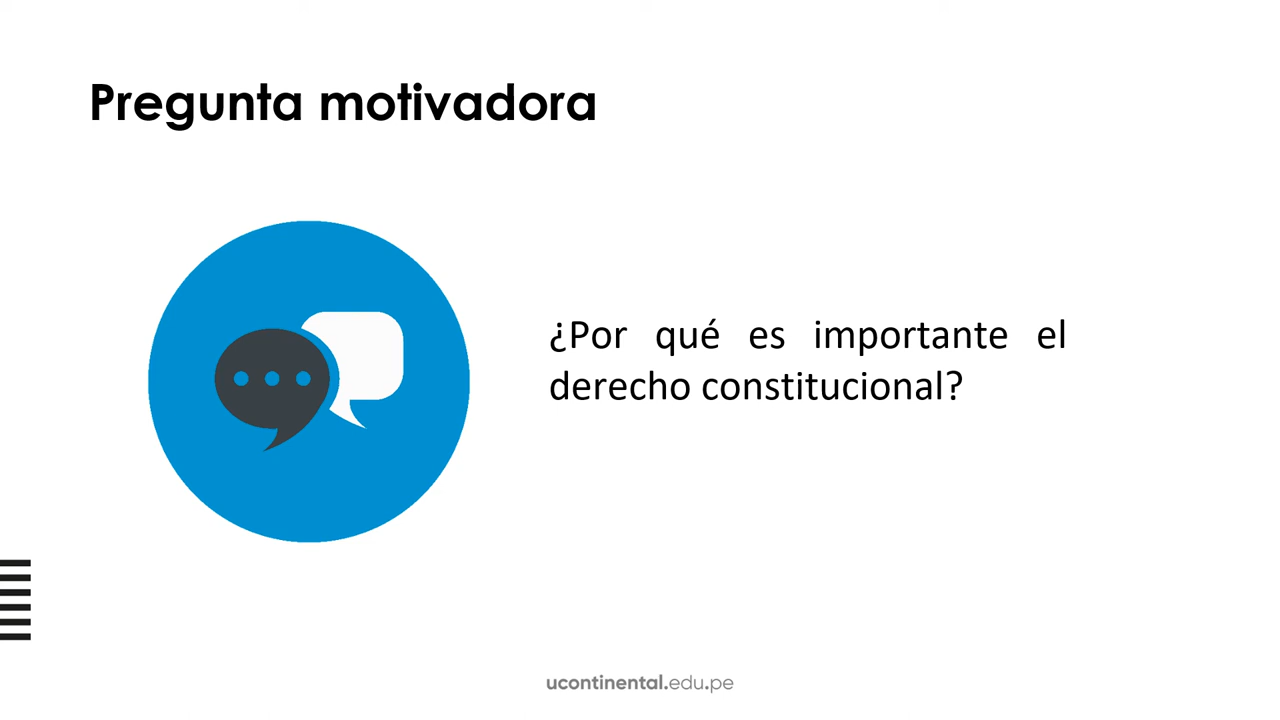 Pregunta motivadora
¿Por qué es importante el
derecho constitucional?
ucontinental.edu.pe